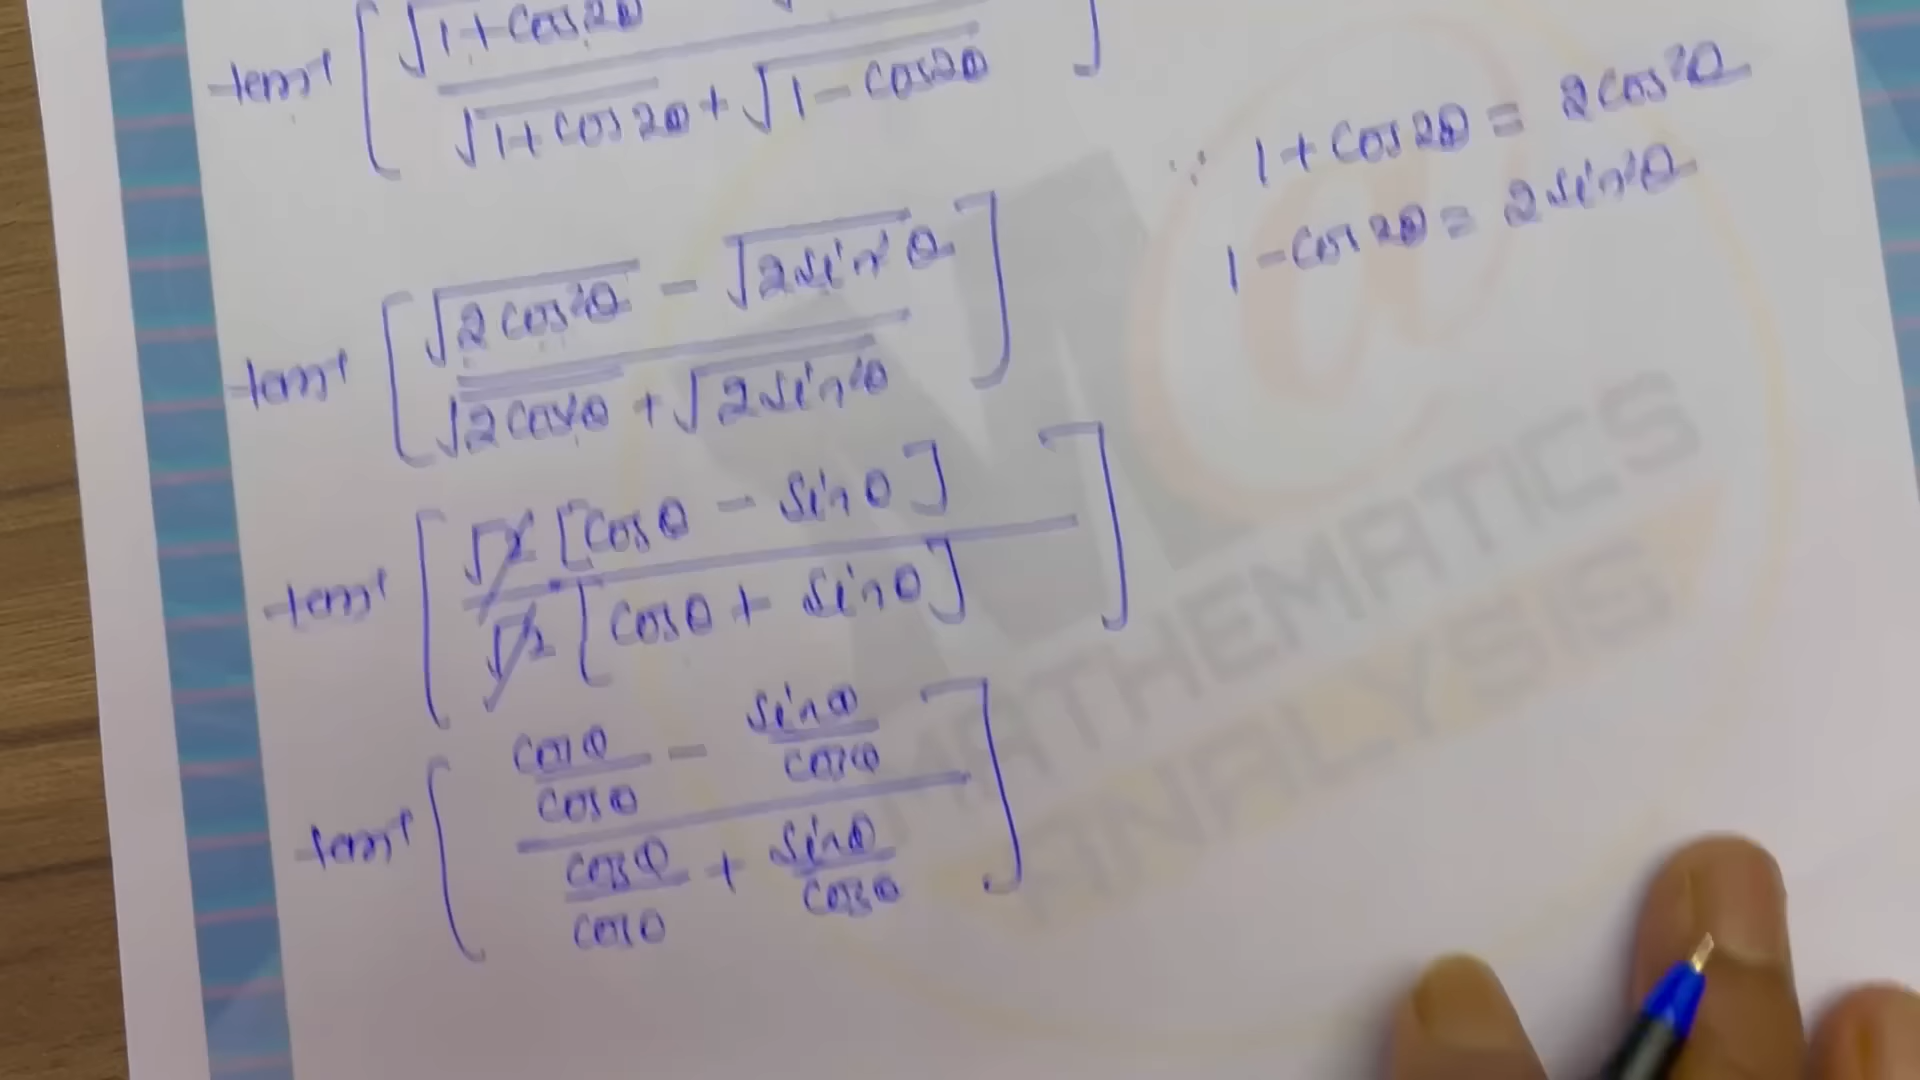 tan⁻¹ [ √1+cos2θ √
√1+cos2θ + √1-cos2θ ]
∵ 1+cos2θ = 2cos²θ
1-cos2θ = 2sin²θ
tan⁻¹ [ √2cos²θ - √2sin²θ
√2cos²θ + √2sin²θ ]
tan⁻¹ [ √2 [cosθ - sinθ]
√2 [cosθ + sinθ] ]
tan⁻¹ [ cosθ/cosθ - sinθ/cosθ
cosθ/cosθ + sinθ/cosθ ]
M@
MATHEMATICS
ANALYSIS